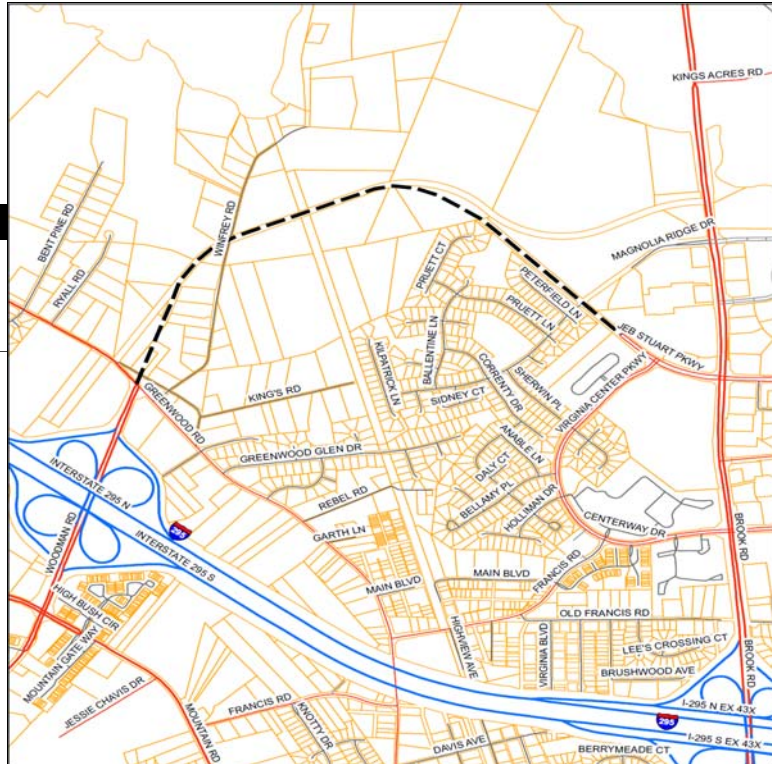 KINGS ACRES RD
BENT PINE RD
WINFREY RD
MAGNOLIA RIDGE DR
RYALL RD
PRUETT CT
PETERFIELD LN
PRUETT LN
JEB STUART PKWY
BALLENTINE LN
KILPATRICK LN
CORRENTY DR
SHERWIN PL
VIRGINIA CENTER PKWY
GREENWOOD RD
KING'S RD
SIDNEY CT
ANABLE LN
GREENWOOD GLEN DR
DALY CT
INTERSTATE 295 N
REBEL RD
BELLAMY PL
HOLLIMAN DR
WOODMAN RD
295
GARTH LN
CENTERWAY DR
BROOK RD
INTERSTATE 295 S
MAIN BLVD
MAIN BLVD
FRANCIS RD
HIGH BUSH CIR
OLD FRANCIS RD
MOUNTAIN GATE WAY
HIGHVIEW AVE
VIRGINIA BLVD
LEE'S CROSSING CT
BRUSHWOOD AVE
BROOK RD
JESSIE CHAVIS DR
FRANCIS RD
MOUNTAIN RD
KNOTTY DR
I-295 N EX 43X
295
I-295 S EX 43X
DAVIS AVE
BERRYMEADE CT